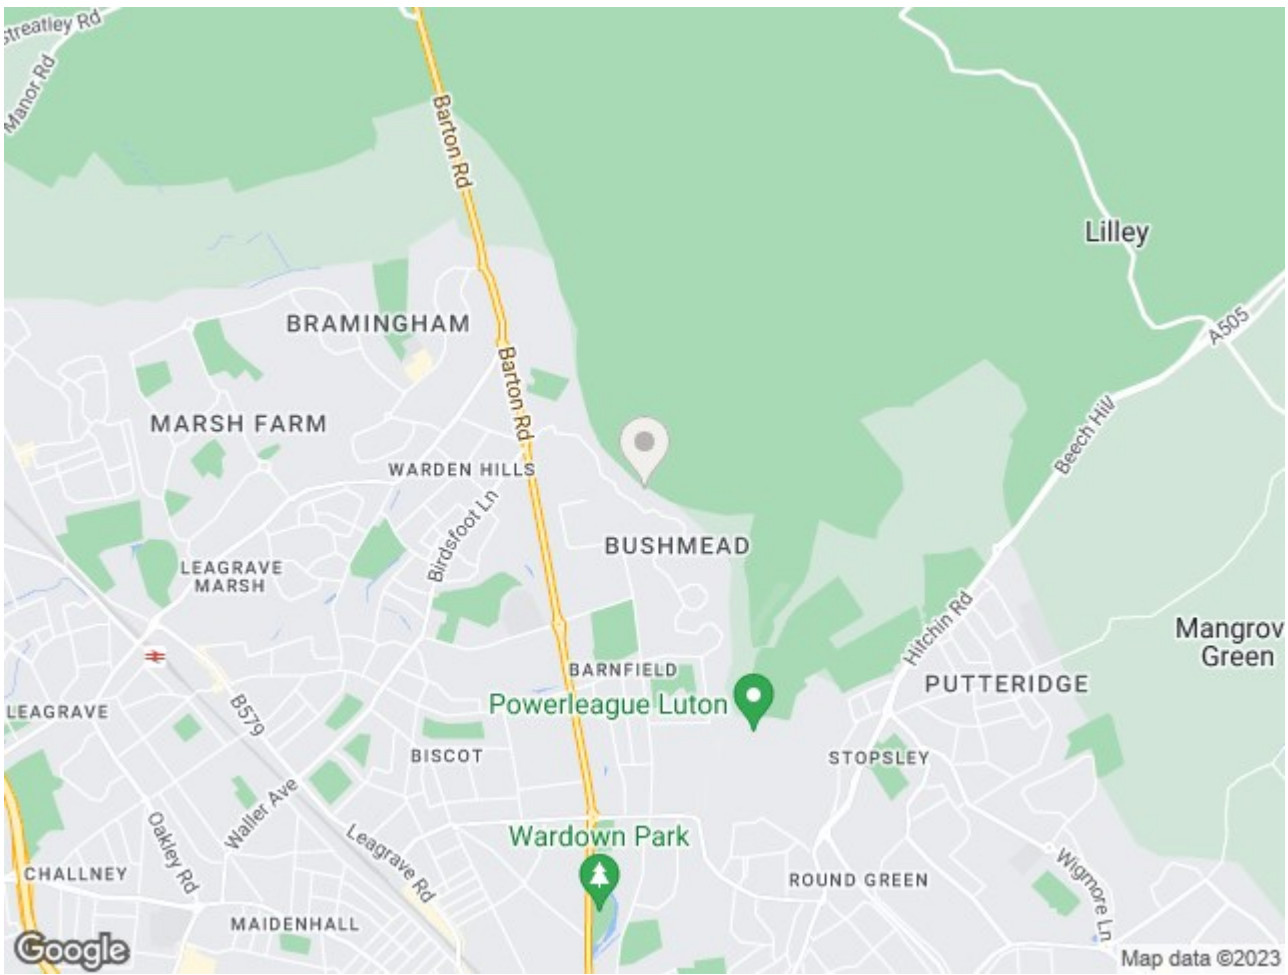 Streatley Rd
Manor Rd
Barton Rd
Lilley
A505
BRAMINGHAM
Barton Rd
MARSH FARM
Beech Hill
WARDEN HILLS
Birdsfoot Ln
BUSHMEAD
LEAGRAVE
MARSH
Hitchin Rd
Mangrov
Green
BARNFIELD
PUTTERIDGE
Powerleague Luton
LEAGRAVE
B579
BISCOT
STOPSLEY
Waller Ave
Oakley Rd
Leagrave Rd
Wardown Park
CHALLNEY
ROUND GREEN
Wigmore Ln
MAIDENHALL
Google
Map data ©2023